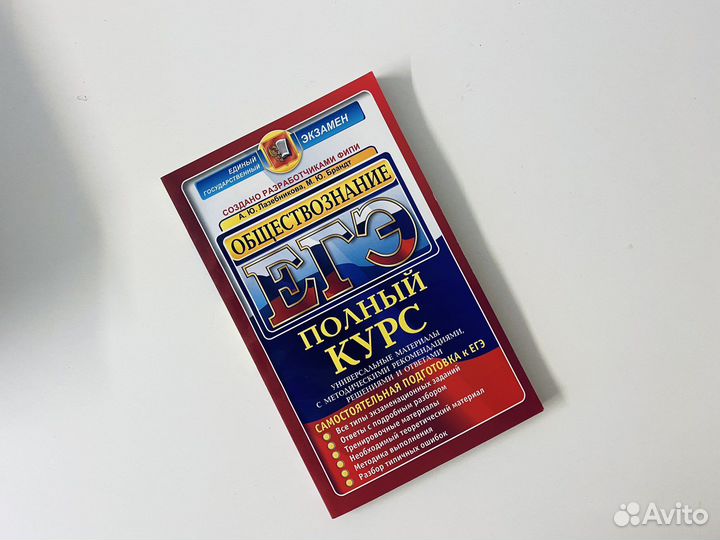 ЕДИНЫЙ
ГОСУДАРСТВЕННЫЙ
ЭКЗАМЕН
СОЗДАНО РАЗРАБОТЧИКАМИ ФИПИ
А. Ю. Лазебникова, М. Ю. Брандт
ОБЩЕСТВОЗНАНИЕ
ЕГЭ
ПОЛНЫЙ
КУРС
УНИВЕРСАЛЬНЫЕ МАТЕРИАЛЫ
С МЕТОДИЧЕСКИМИ РЕКОМЕНДАЦИЯМИ,
РЕШЕНИЯМИ И ОТВЕТАМИ
САМОСТОЯТЕЛЬНАЯ ПОДГОТОВКА к ЕГЭ
Все типы экзаменационных заданий
Ответы с подробным разбором
Тренировочные материалы
Необходимый теоретический материал
Методика выполнения
Разбор типичных ошибок
Avito